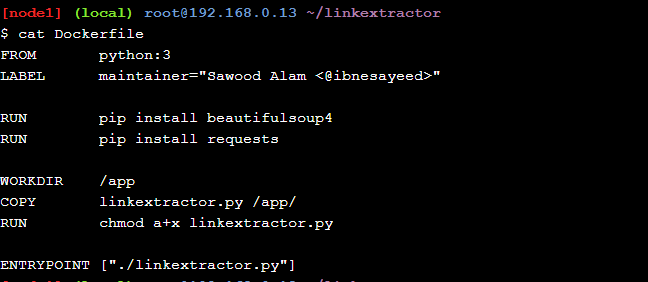 [node1] (local) root@192.168.0.13 ~/linkextractor
$ cat Dockerfile
FROM       python:3
LABEL      maintainer="Sawood Alam <@ibnesayeed>"

RUN        pip install beautifulsoup4
RUN        pip install requests

WORKDIR    /app
COPY       linkextractor.py /app/
RUN        chmod a+x linkextractor.py

ENTRYPOINT ["./linkextractor.py"]